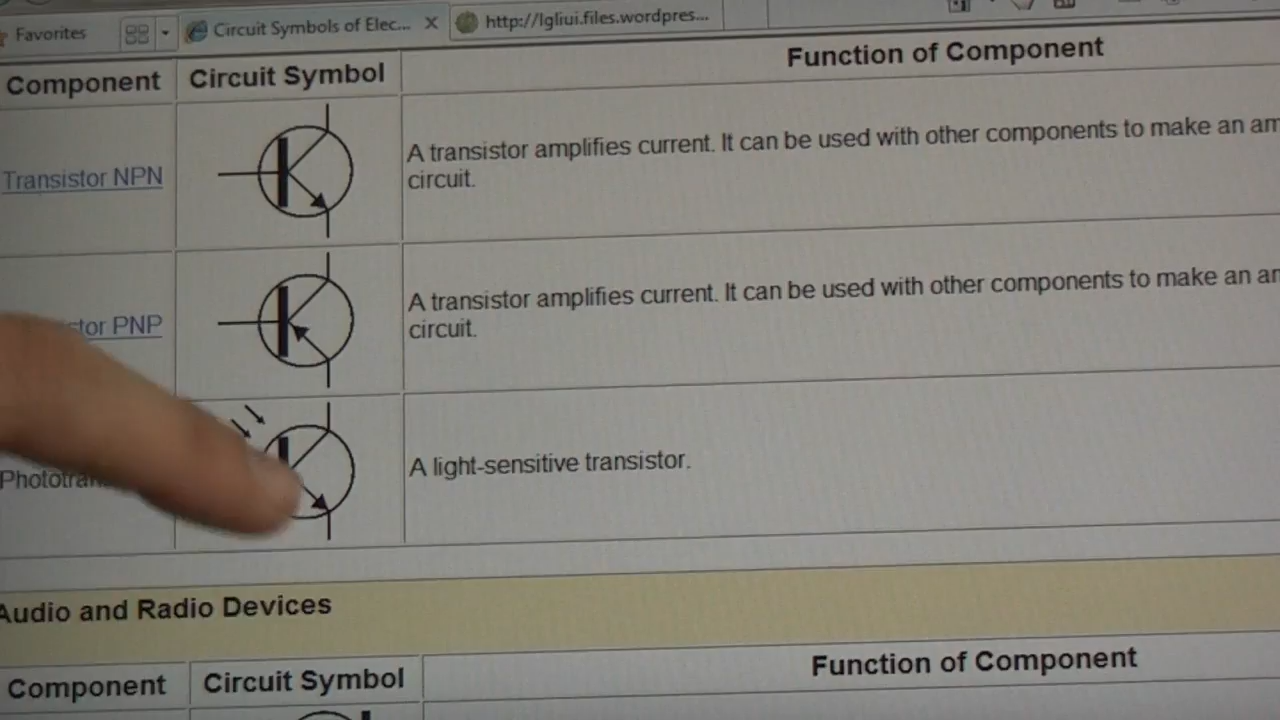 Favorites
Circuit Symbols of Elec...
http://lgliui.files.wordpres...
Component
Circuit Symbol
Function of Component
Transistor NPN
A transistor amplifies current. It can be used with other components to make an am
circuit.
tor PNP
A transistor amplifies current. It can be used with other components to make an am
circuit.
Phototran
A light-sensitive transistor.
Audio and Radio Devices
Component
Circuit Symbol
Function of Component